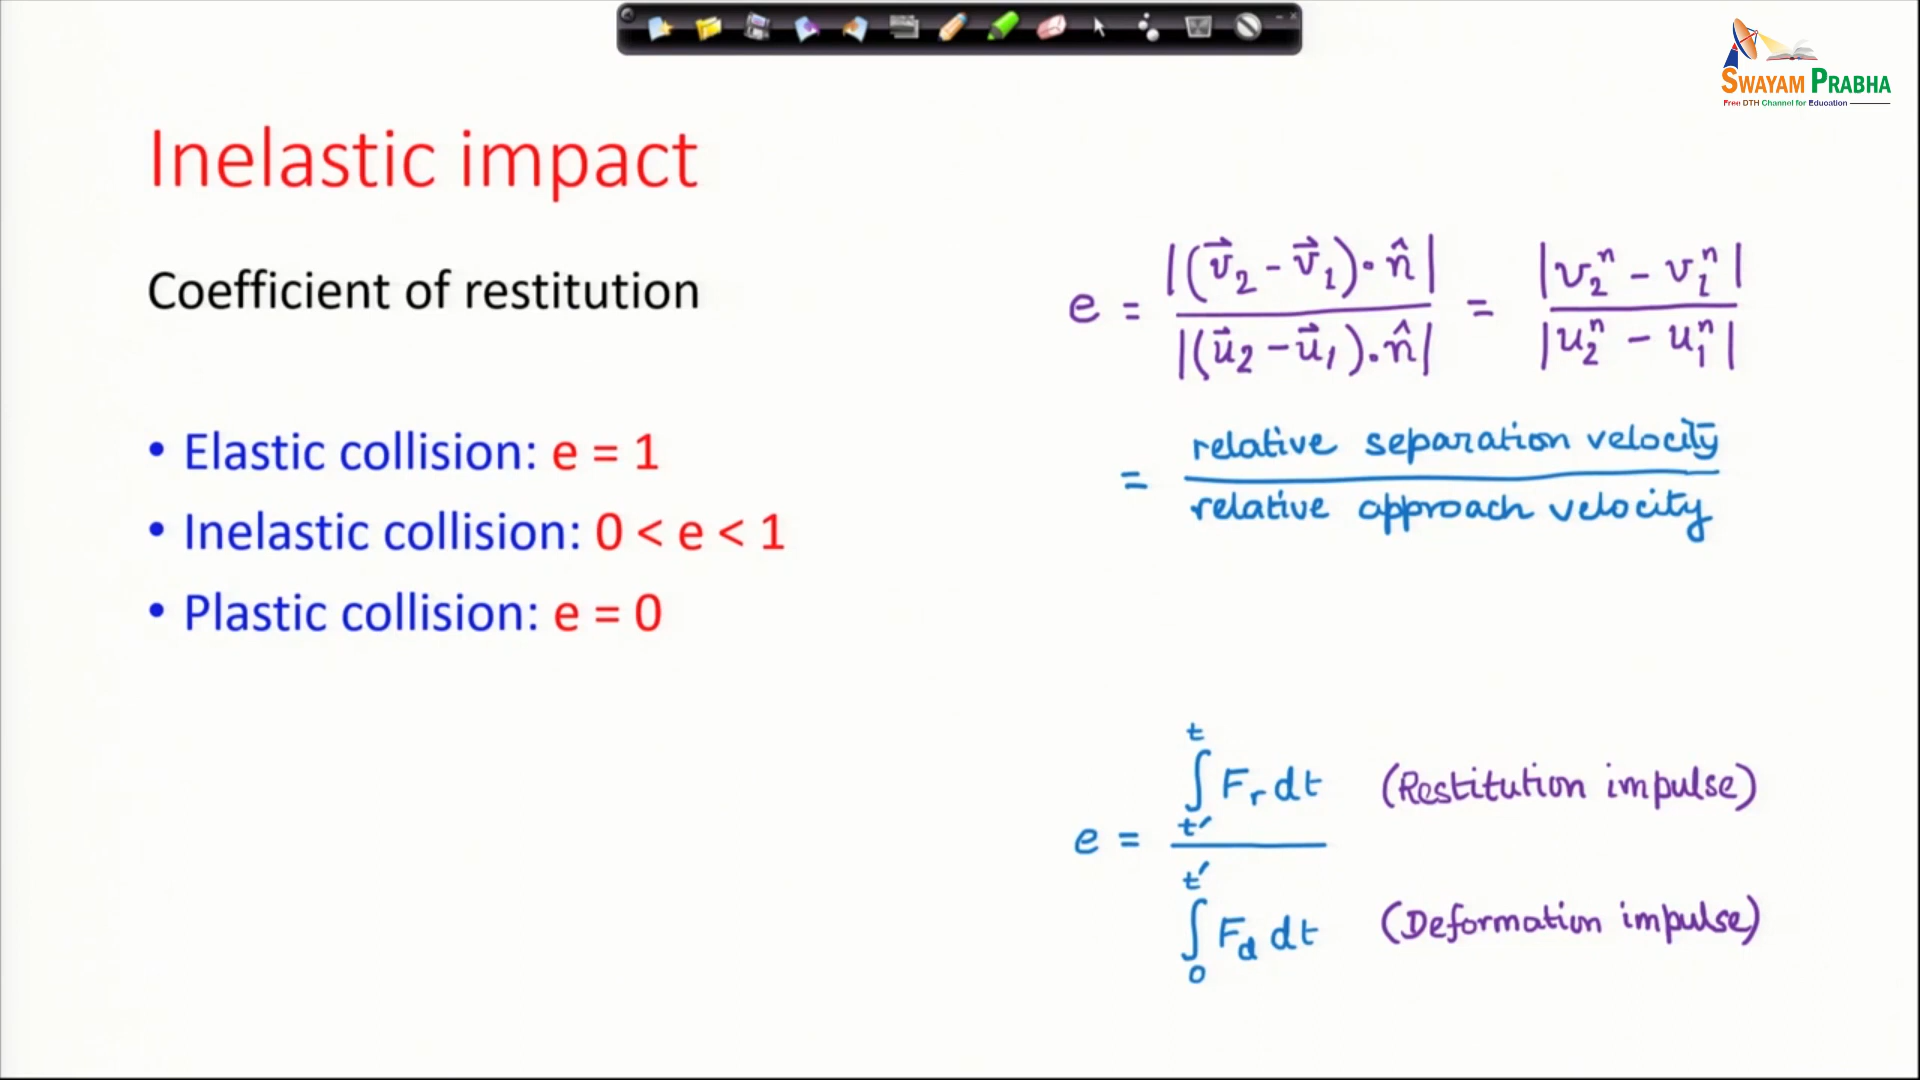 SWAYAM PRABHA
Free DTH Channel for Education
Inelastic impact
Coefficient of restitution
e = |(v⃗₂ - v⃗₁)·n̂| / |(u⃗₂ - u⃗₁)·n̂| = |v₂ⁿ - v₁ⁿ| / |u₂ⁿ - u₁ⁿ|
= relative separation velocity / relative approach velocity
• Elastic collision: e = 1
• Inelastic collision: 0 < e < 1
• Plastic collision: e = 0
e = ∫ₜ′ᵗ Fᵣ dt (Restitution impulse)
∫₀ᵗ′ F_d dt (Deformation impulse)